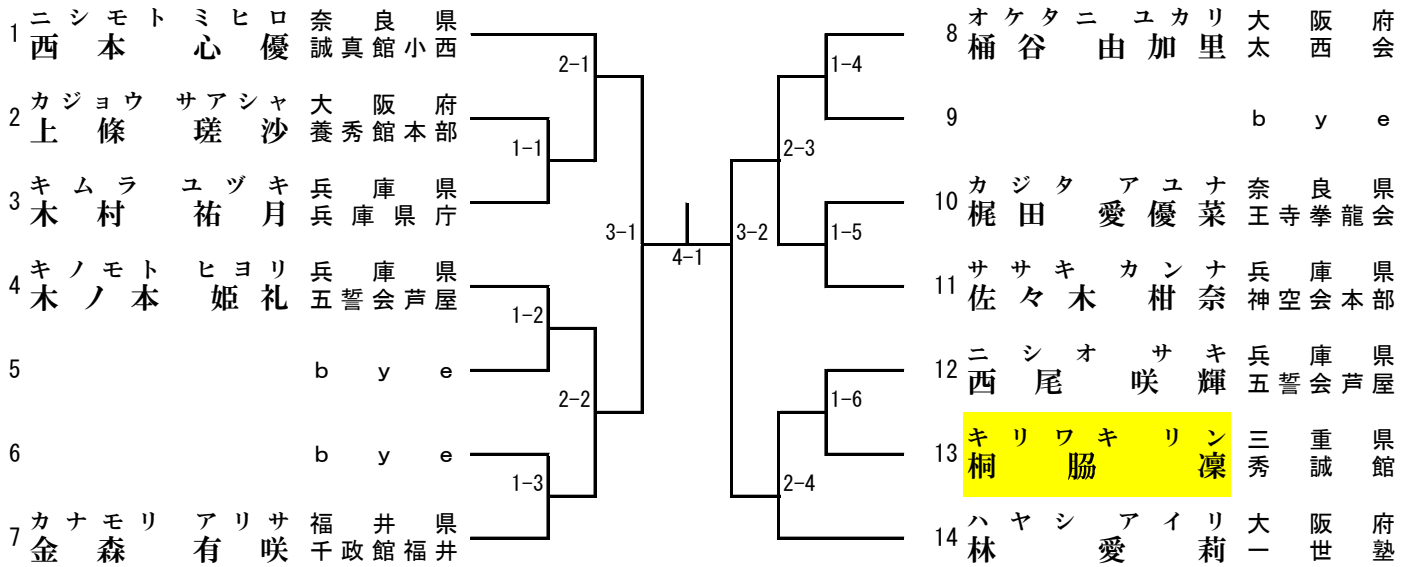 1 ニシモト ミヒロ 奈良県
西本 心優 誠真館小西
2-1
2 カジョウ サアシャ 大阪府
上條 瑳沙 養秀館本部
1-1
3 キムラ ユヅキ 兵庫県
木村 祐月 兵庫県庁
3-1
4 キノモト ヒヨリ 兵庫県
木ノ本 姫礼 五誓会芦屋
1-2
5 bye
2-2
6 bye
1-3
7 カナモリ アリサ 福井県
金森 有咲 千政館福井
4-1
8 オケタニ ユカリ 大阪府
桶谷 由加里 太西会
1-4
9 bye
2-3
10 カジタ アユナ 奈良県
梶田 愛優菜 王寺拳龍会
3-2
1-5
11 ササキ カンナ 兵庫県
佐々木 柑奈 神空会本部
12 ニシオ サキ 兵庫県
西尾 咲輝 五誓会芦屋
1-6
13 キリワキ リン 三重県
桐脇 凜 秀誠館
2-4
14 ハヤシ アイリ 大阪府
林 愛莉 一世塾